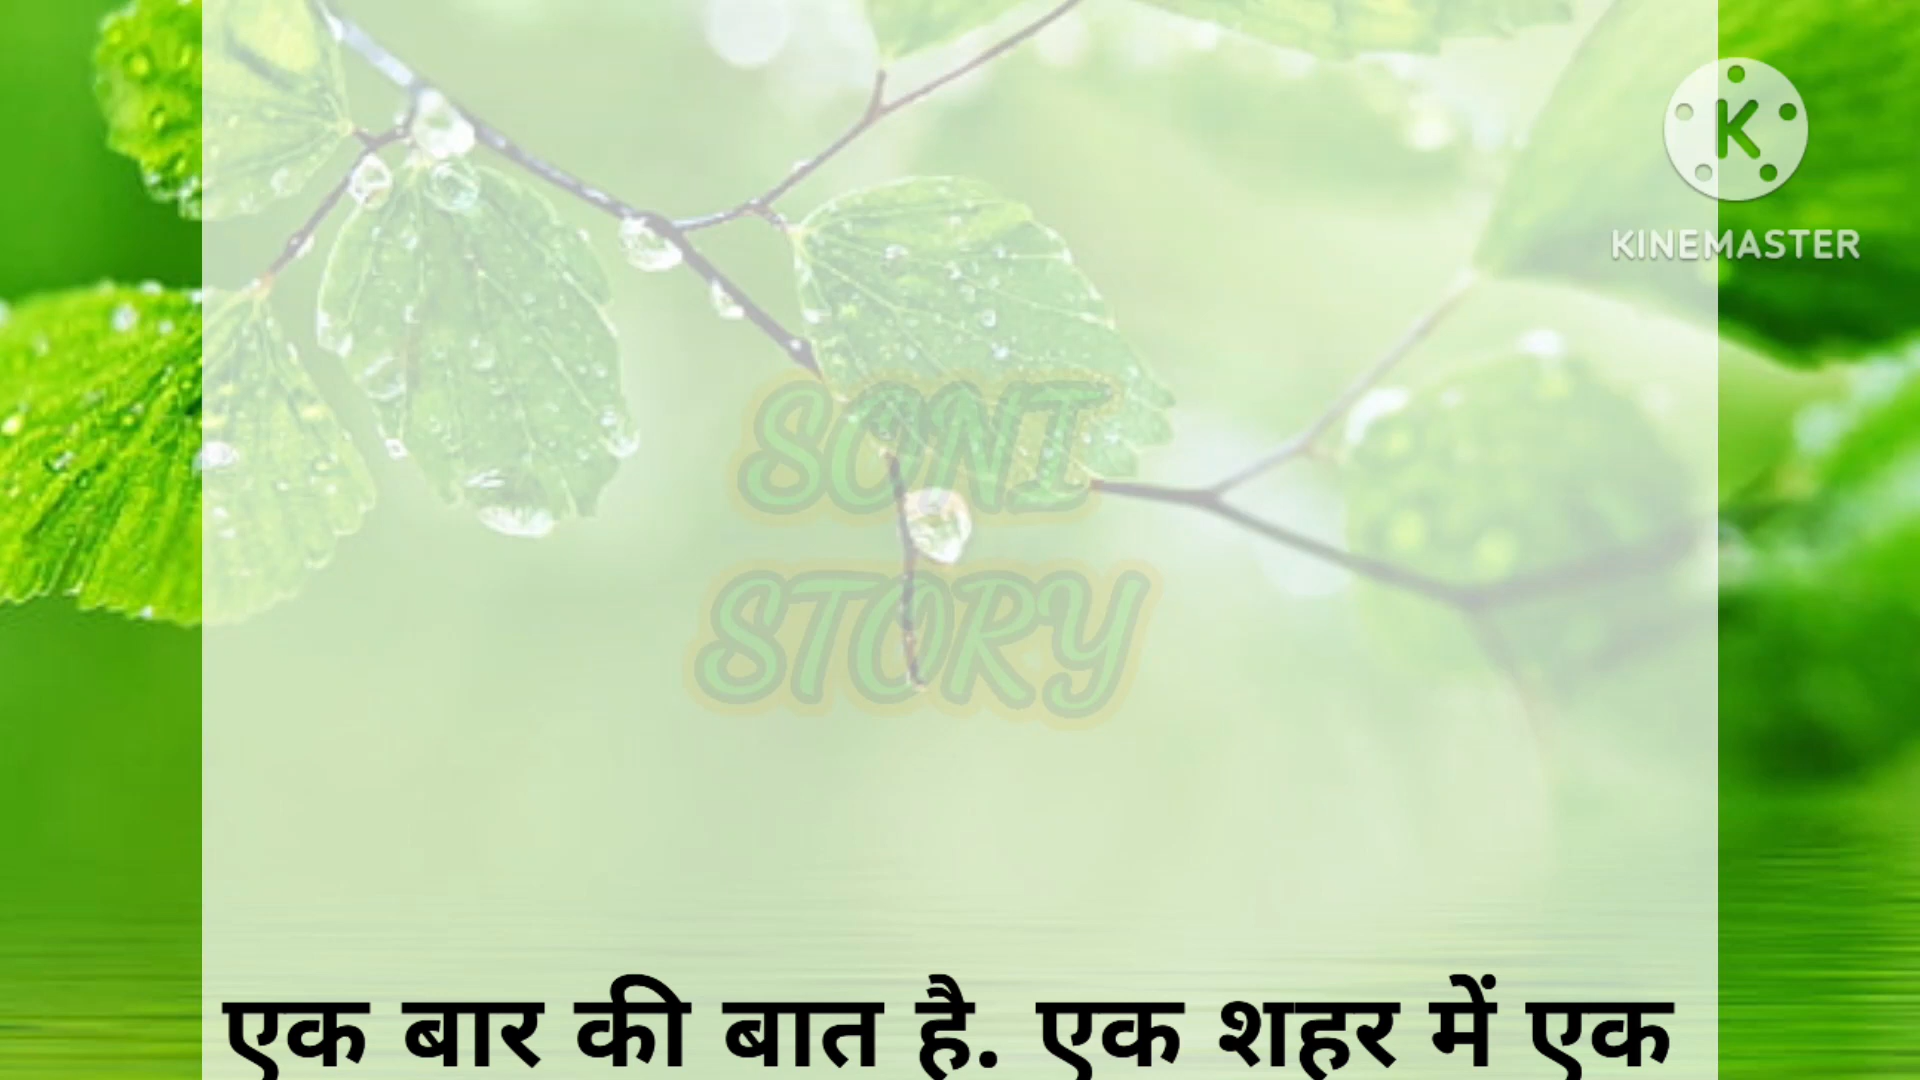 KINEMASTER
SONI
STORY
एक बार की बात है. एक शहर में एक